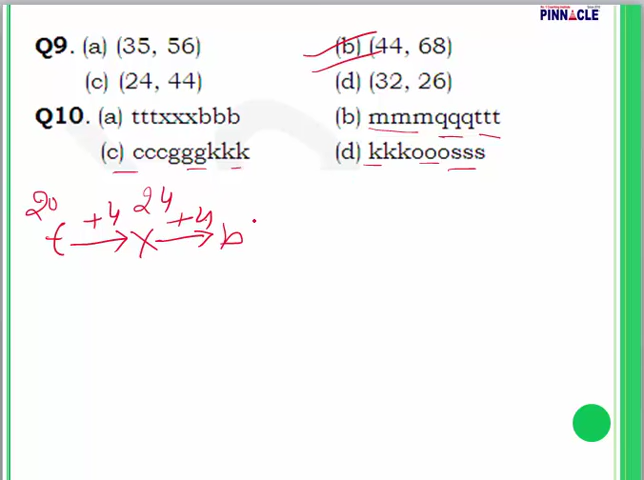 PINNACLE
Q9. (a) (35, 56) (b) (44, 68)
(c) (24, 44) (d) (32, 26)
Q10. (a) tttxxxbbb (b) mmmqqqttt
(c) cccgggkkk (d) kkkooosss
20 24
+4 +4
t x b